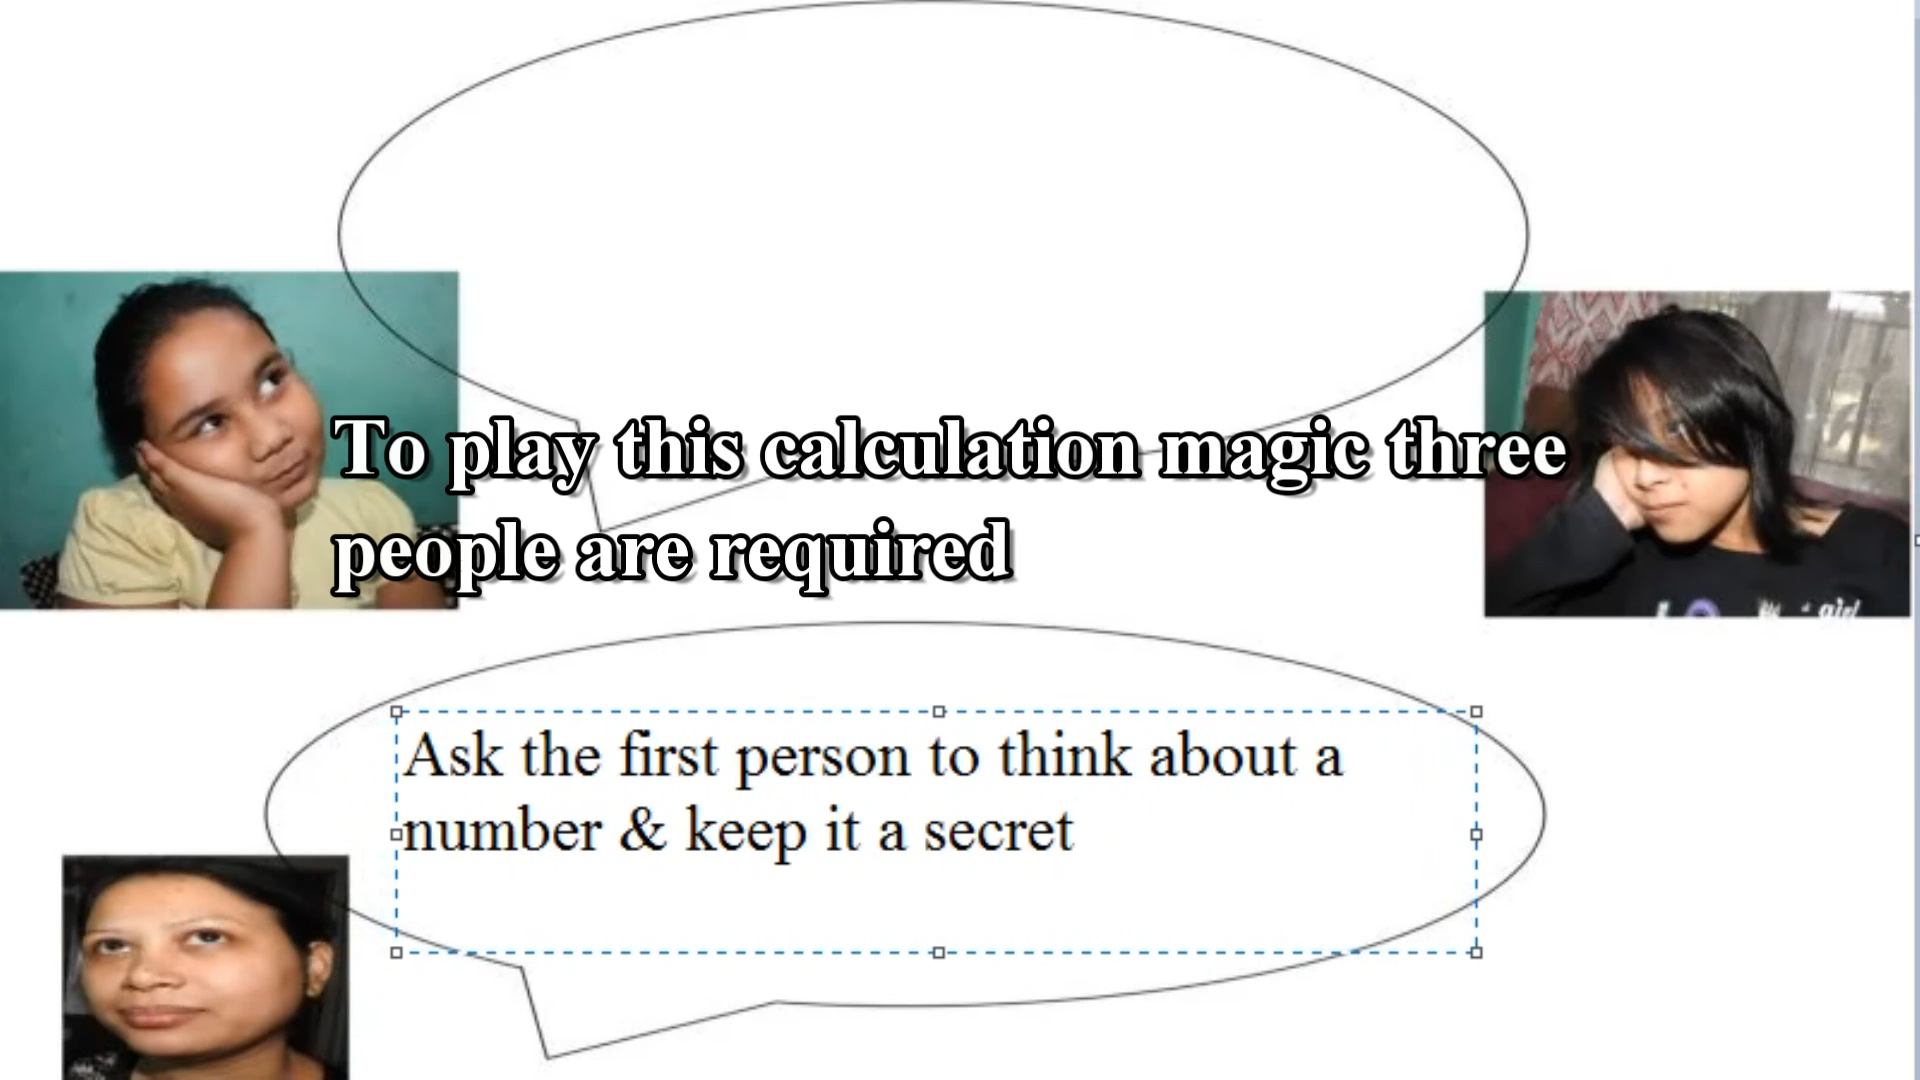 To play this calculation magic three
people are required
Ask the first person to think about a
number & keep it a secret
girl